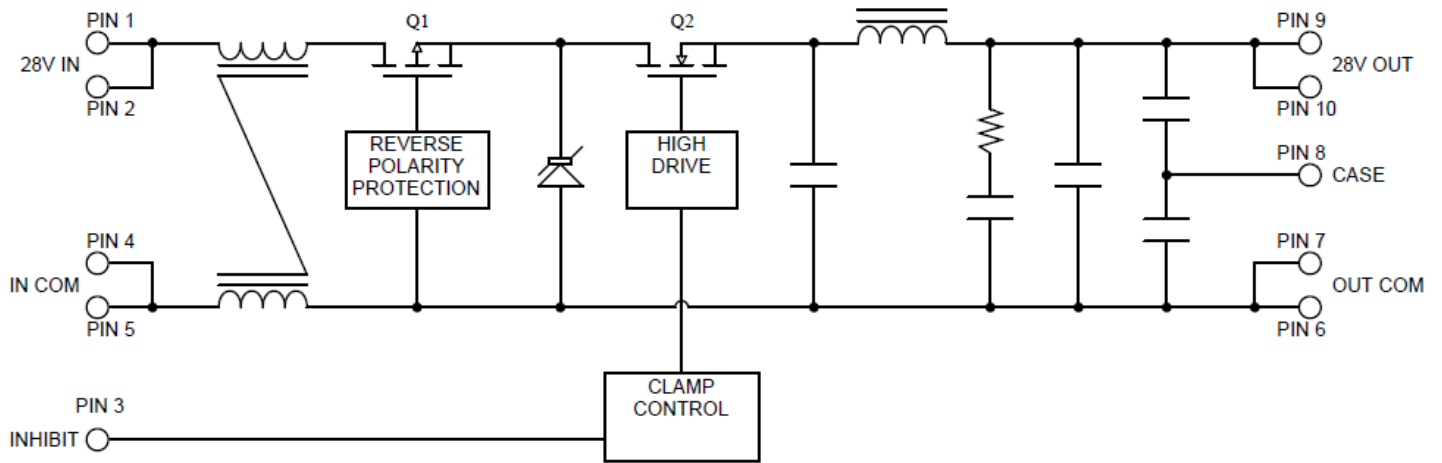 PIN 1
Q1
Q2
PIN 9
28V IN
28V OUT
PIN 2
PIN 10
REVERSE
POLARITY
PROTECTION
HIGH
DRIVE
PIN 8
CASE
PIN 4
PIN 7
IN COM
OUT COM
PIN 5
PIN 6
CLAMP
CONTROL
PIN 3
INHIBIT